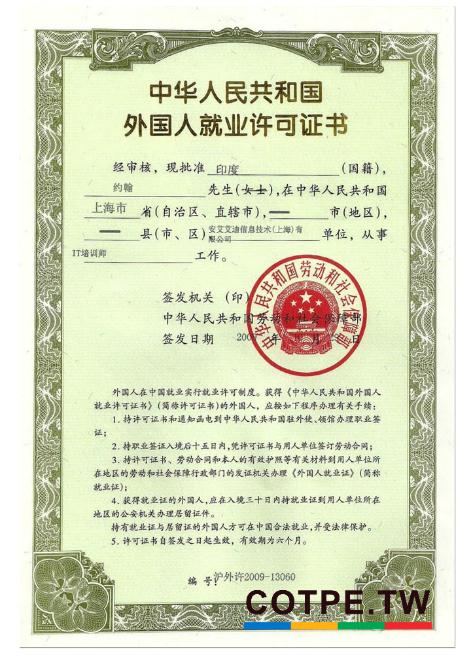 中华人民共和国
外国人就业许可证书
经审核，现批准 印度 (国籍)，
约翰 先生(女士)，在中华人民共和国
上海市 省(自治区、直辖市)， 市(地区)，
县(市、区) 安艾艾迪信息技术(上海)有限公司 单位，从事
IT培训师 工作。
签发机关 (印)
中华人民共和国劳动和社会保障部
签发日期 200 年 日
中华人民共和国劳动和社会保障部
外国人在中国就业实行就业许可制度。获得《中华人民共和国外国人
就业许可证书》(简称许可证书)的外国人，应按如下程序办理有关手续：
1. 持许可证书和通知函电到中华人民共和国驻外使、领馆办理职业签
证；
2. 持职业签证入境后十五日内，凭许可证书与用人单位签订劳动合同；
3. 持许可证书、劳动合同和本人的有效护照等有关材料到用人单位所
在地区的劳动和社会保障行政部门的发证机关办理《外国人就业证》(简称
就业证)；
4. 获得就业证的外国人，应在入境三十日内持就业证到用人单位所在
地区的公安机关办理居留证件。
持有就业证与居留证的外国人方可在中国合法就业，并受法律保护。
5. 许可证书自签发之日起生效，有效期为六个月。
编 号：沪外许2009-13060
COTPE.TW